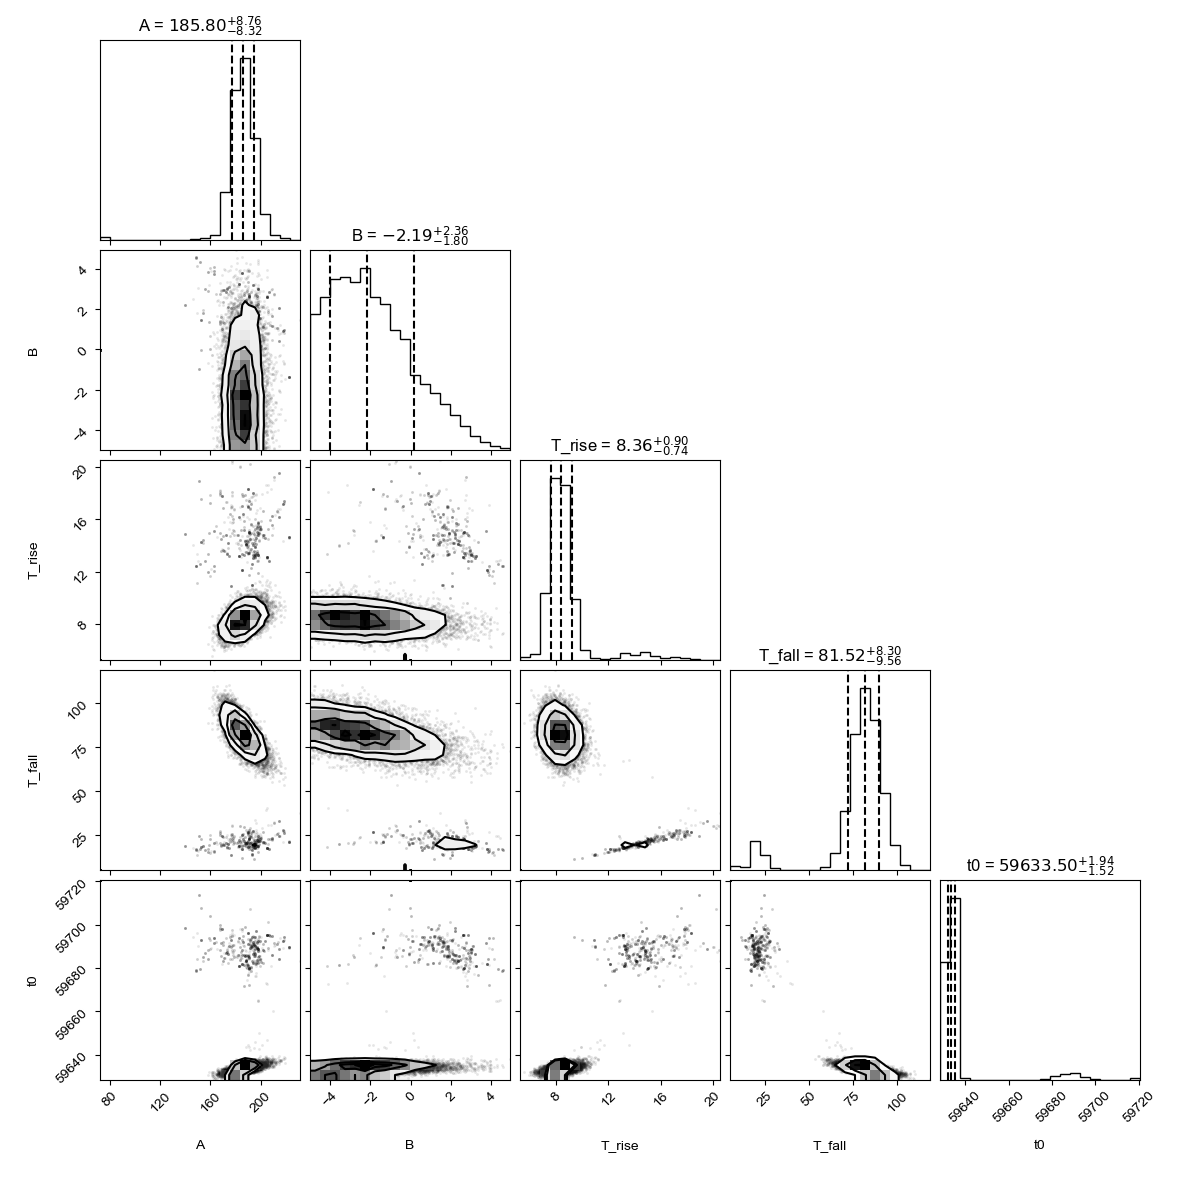 A = 185.80 +8.76 −8.32
B = −2.19 +2.36 −1.80
4
2
0
−2
−4
B
T_rise = 8.36 +0.90 −0.74
20
16
12
8
T_rise
T_fall = 81.52 +8.30 −9.56
100
75
50
25
T_fall
t0 = 59633.50 +1.94 −1.52
59720
59700
59680
59660
59640
t0
80 120 160 200
−4 −2 0 2 4
8 12 16 20
25 50 75 100
59640 59660 59680 59700 59720
A B T_rise T_fall t0